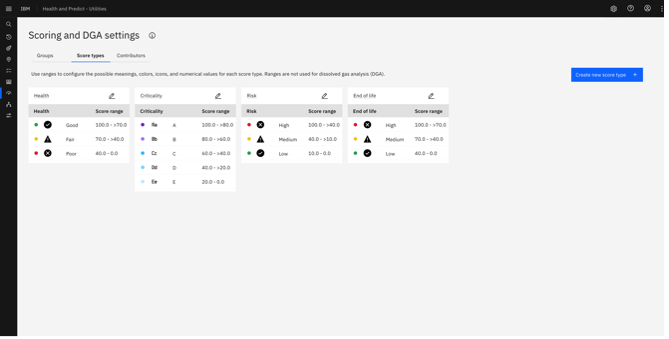 IBM Health and Predict - Utilities
Scoring and DGA settings
Groups Score types Contributors
Use ranges to configure the possible meanings, colors, icons, and numerical values for each score type. Ranges are not used for dissolved gas analysis (DGA).
Create new score type +
Health
Health Score range
Good 100.0 - >70.0
Fair 70.0 - >40.0
Poor 40.0 - 0.0
Criticality
Criticality Score range
Aa A 100.0 - >80.0
Bb B 80.0 - >60.0
Cc C 60.0 - >40.0
Dd D 40.0 - >20.0
Ee E 20.0 - 0.0
Risk
Risk Score range
High 100.0 - >40.0
Medium 40.0 - >10.0
Low 10.0 - 0.0
End of life
End of life Score range
High 100.0 - >70.0
Medium 70.0 - >40.0
Low 40.0 - 0.0